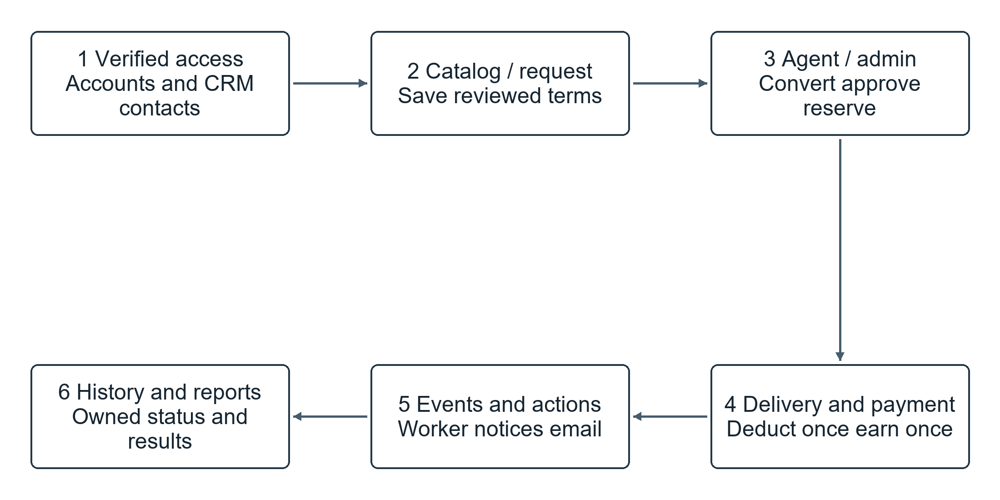 1 Verified access
Accounts and CRM
contacts
2 Catalog / request
Save reviewed terms
3 Agent / admin
Convert approve
reserve
4 Delivery and payment
Deduct once earn once
5 Events and actions
Worker notices email
6 History and reports
Owned status and
results